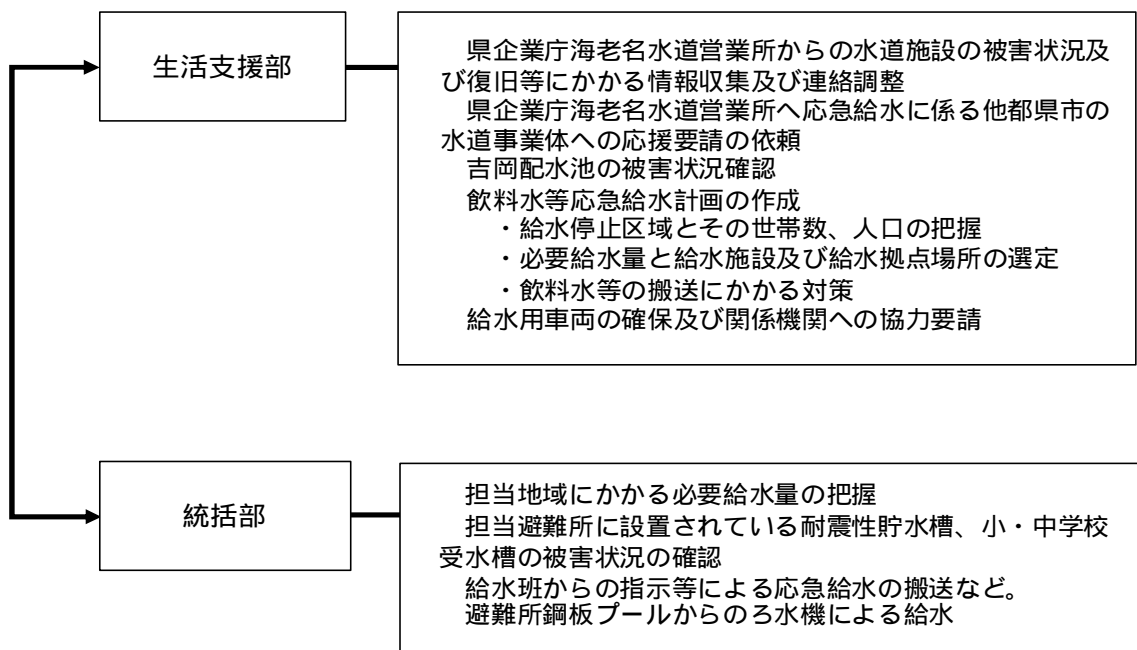 生活支援部
県企業庁海老名水道営業所からの水道施設の被害状況及
び復旧等にかかる情報収集及び連絡調整
県企業庁海老名水道営業所へ応急給水に係る他都県市の
水道事業体への応援要請の依頼
吉岡配水池の被害状況確認
飲料水等応急給水計画の作成
・給水停止区域とその世帯数、人口の把握
・必要給水量と給水施設及び給水拠点場所の選定
・飲料水等の搬送にかかる対策
給水用車両の確保及び関係機関への協力要請
統括部
担当地域にかかる必要給水量の把握
担当避難所に設置されている耐震性貯水槽、小・中学校
受水槽の被害状況の確認
給水班からの指示等による応急給水の搬送など。
避難所鋼板プールからのろ水機による給水